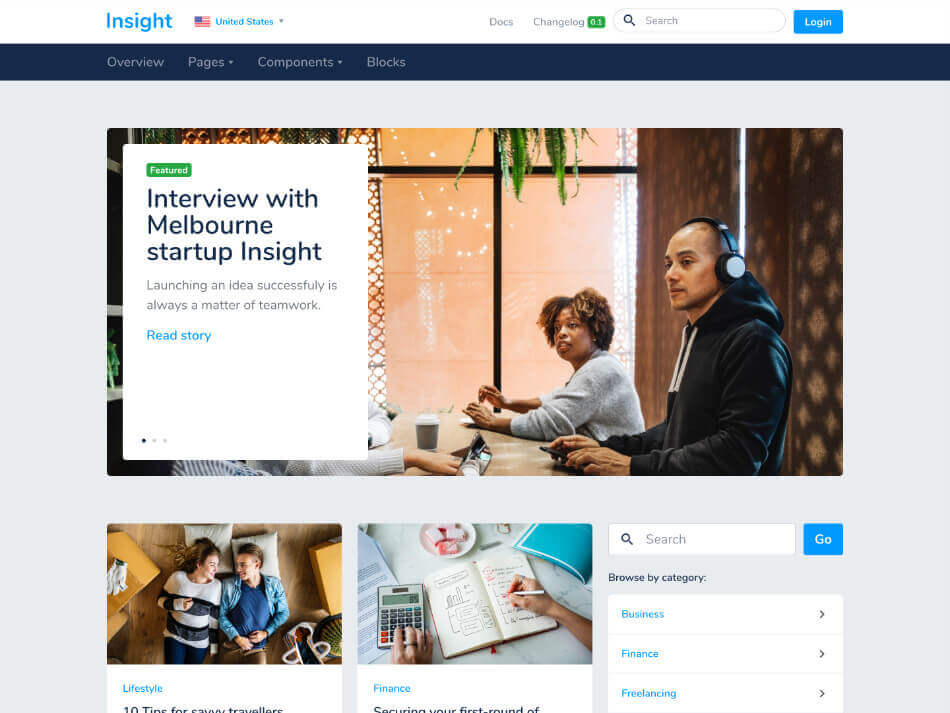 Insight
United States
Docs
Changelog 0.1
Search
Login
Overview
Pages
Components
Blocks
Featured
Interview with
Melbourne
startup Insight
Launching an idea successfuly is
always a matter of teamwork.
Read story
Search
Go
Browse by category:
Business
Finance
Freelancing
Lifestyle
10 Tips for savvy travellers
Finance
Securing your first-round of